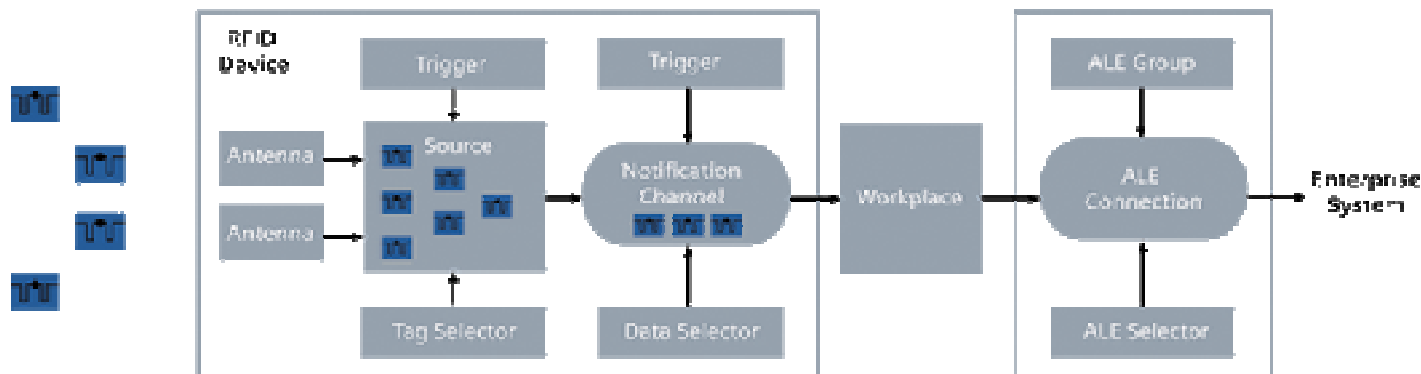 RFID
Device
Trigger
Trigger
ALE Group
Antenna
Source
Antenna
Notification
Channel
Workplace
ALE
Connection
Enterprise
System
Tag Selector
Data Selector
ALE Selector